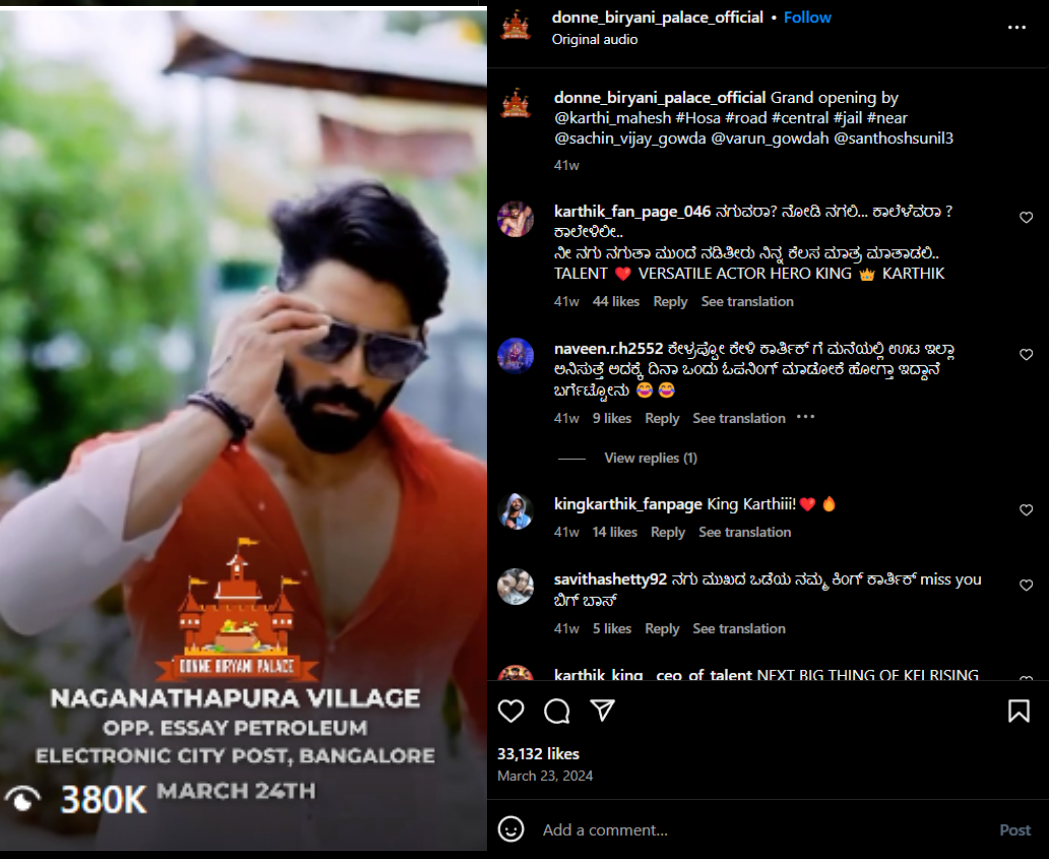 DONNE BIRYANI PALACE
NAGANATHAPURA VILLAGE
OPP. ESSAY PETROLEUM
ELECTRONIC CITY POST, BANGALORE
MARCH 24TH
380K
donne_biryani_palace_official • Follow
Original audio
donne_biryani_palace_official Grand opening by
@karthi_mahesh #Hosa #road #central #jail #near
@sachin_vijay_gowda @varun_gowdah @santhoshsunil3
41w
karthik_fan_page_046 ನಗುವರಾ? ನೋಡಿ ನಗಲಿ... ಕಾಲೆಳೆವರಾ ?
ಕಾಲೇಳಿಲೀ..
ನೀ ನಗು ನಗುತಾ ಮುಂದೆ ನಡಿತೀರು ನಿನ್ನ ಕೆಲಸ ಮಾತ್ರ ಮಾತಾಡಲಿ..
TALENT ❤️ VERSATILE ACTOR HERO KING 👑 KARTHIK
41w 44 likes Reply See translation
naveen.r.h2552 ಕೇಳ್ರಪ್ಪೋ ಕೇಳಿ ಕಾರ್ತಿಕ್ ಗೆ ಮನೆಯಲ್ಲಿ ಊಟ ಇಲ್ಲಾ
ಅನಿಸುತ್ತೆ ಅದಕ್ಕೆ ದಿನಾ ಒಂದು ಓಪನಿಂಗ್ ಮಾಡೋಕೆ ಹೋಗ್ತಾ ಇದ್ದಾನೆ
ಬರ್ಗೆಟ್ಟೋನು 😂 😂
41w 9 likes Reply See translation •••
View replies (1)
kingkarthik_fanpage King Karthiii!❤️ 🔥
41w 14 likes Reply See translation
savithashetty92 ನಗು ಮುಖದ ಒಡೆಯ ನಮ್ಮ ಕಿಂಗ್ ಕಾರ್ತಿಕ್ miss you
ಬಿಗ್ ಬಾಸ್
41w 5 likes Reply See translation
karthik_king__ceo_of_talent NEXT BIG THING OF KFI RISING
33,132 likes
March 23, 2024
Add a comment...
Post